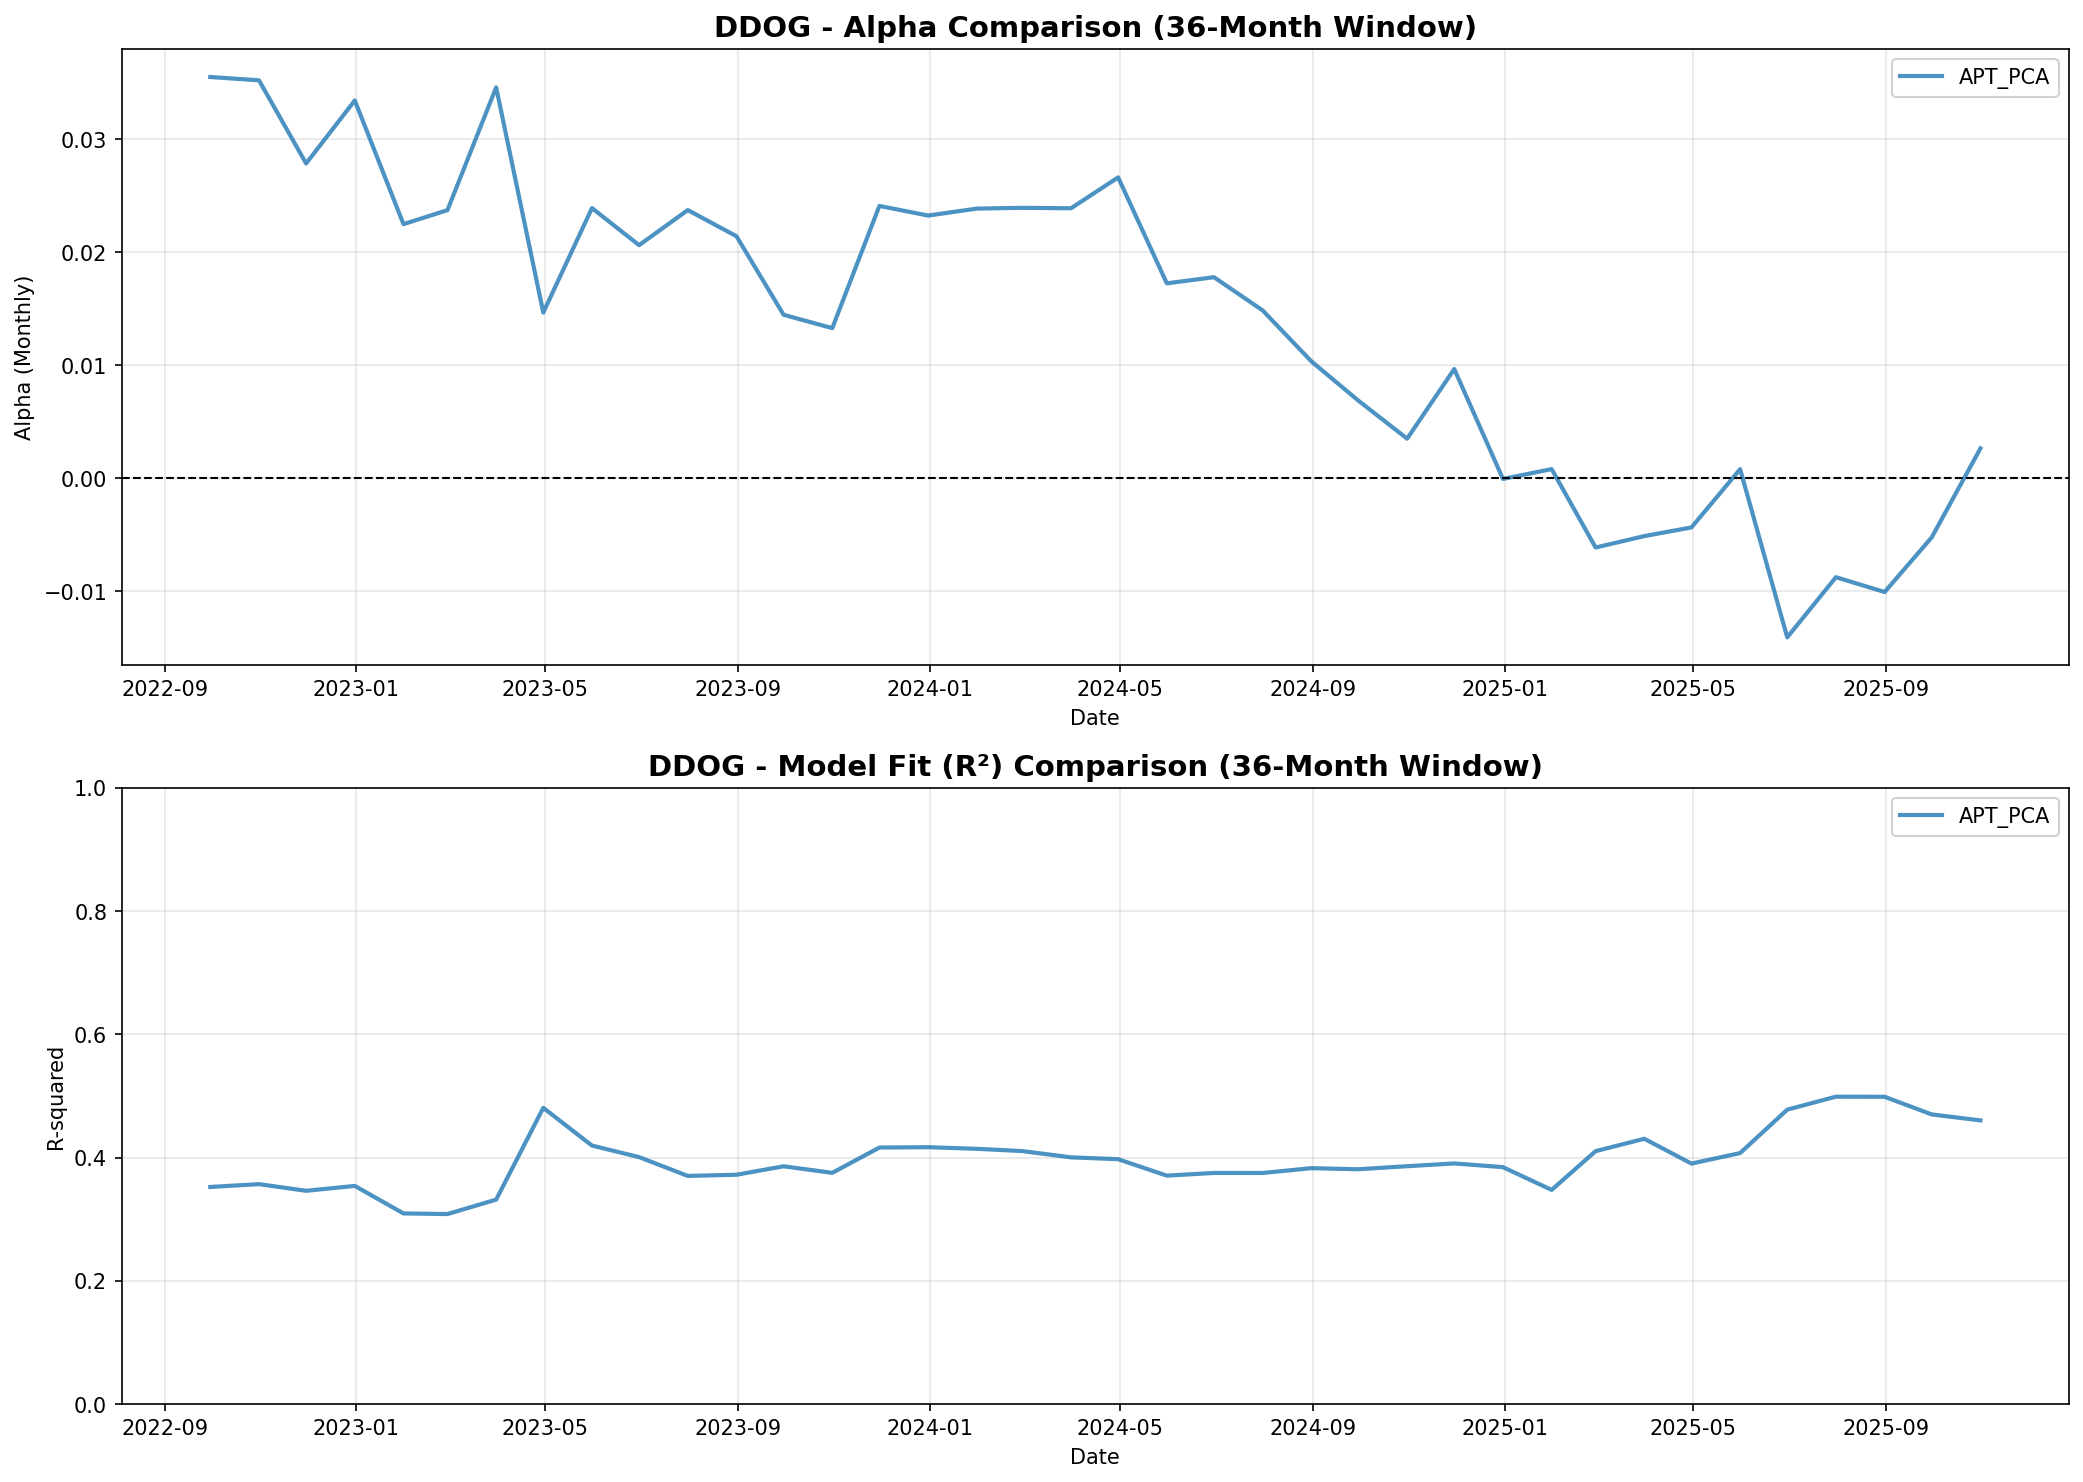 DDOG - Alpha Comparison (36-Month Window)
APT_PCA
Alpha (Monthly)
0.03
0.02
0.01
0.00
−0.01
2022-09 2023-01 2023-05 2023-09 2024-01 2024-05 2024-09 2025-01 2025-05 2025-09
Date
DDOG - Model Fit (R²) Comparison (36-Month Window)
APT_PCA
R-squared
1.0
0.8
0.6
0.4
0.2
0.0
2022-09 2023-01 2023-05 2023-09 2024-01 2024-05 2024-09 2025-01 2025-05 2025-09
Date